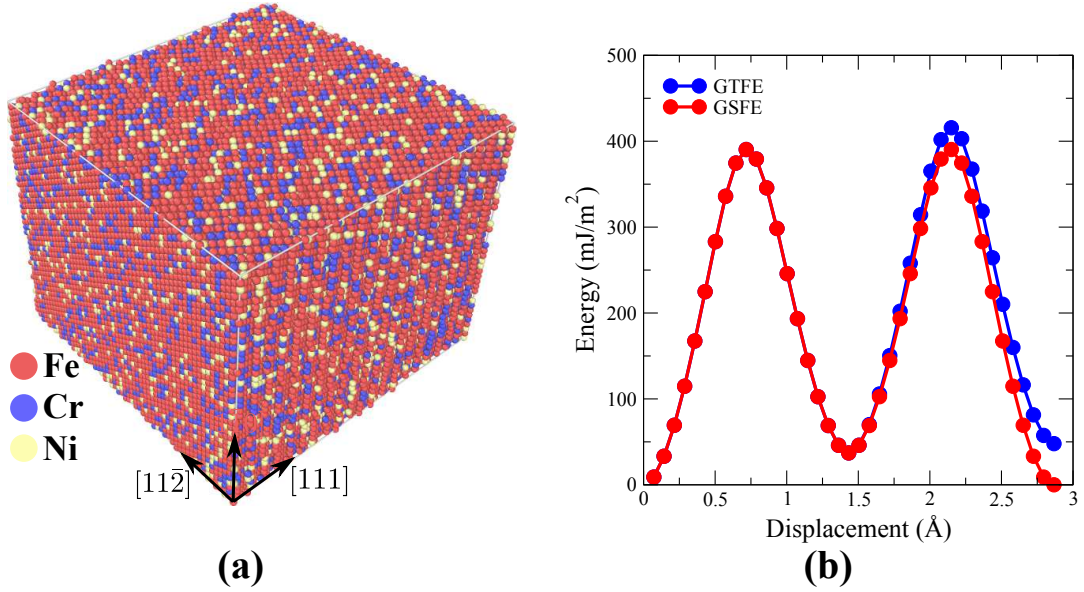 Fe
Cr
Ni
[11\bar{2}]
[111]
(a)
500
400
300
200
100
0
Energy (mJ/m²)
GTFE
GSFE
0 0.5 1 1.5 2 2.5 3
Displacement (Å)
(b)